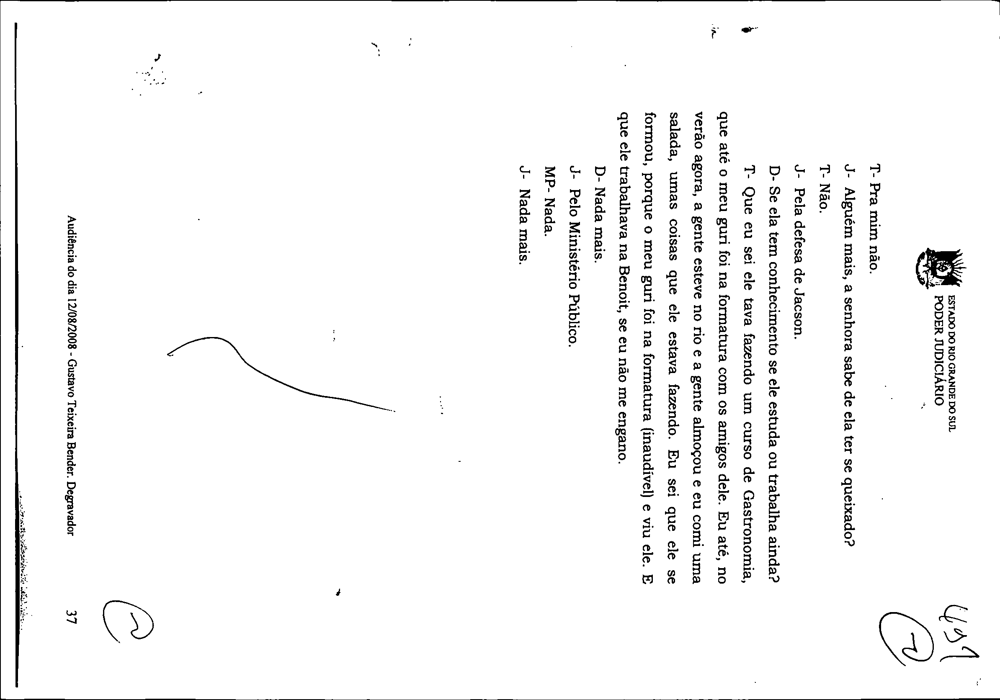 ESTADO DO RIO GRANDE DO SUL
PODER JUDICIÁRIO
T- Pra mim não.
J- Alguém mais, a senhora sabe de ela ter se queixado?
T- Não.
J- Pela defesa de Jacson.
D- Se ela tem conhecimento se ele estuda ou trabalha ainda?
T- Que eu sei ele tava fazendo um curso de Gastronomia,
que até o meu guri foi na formatura com os amigos dele. Eu até, no
verão agora, a gente esteve no rio e a gente almoçou e eu comi uma
salada, umas coisas que ele estava fazendo. Eu sei que ele se
formou, porque o meu guri foi na formatura (inaudível) e viu ele. E
que ele trabalhava na Benoit, se eu não me engano.
D- Nada mais.
J- Pelo Ministério Público.
MP- Nada.
J- Nada mais.
Audiência do dia 12/08/2008 - Gustavo Teixeira Bender. Degravador 37